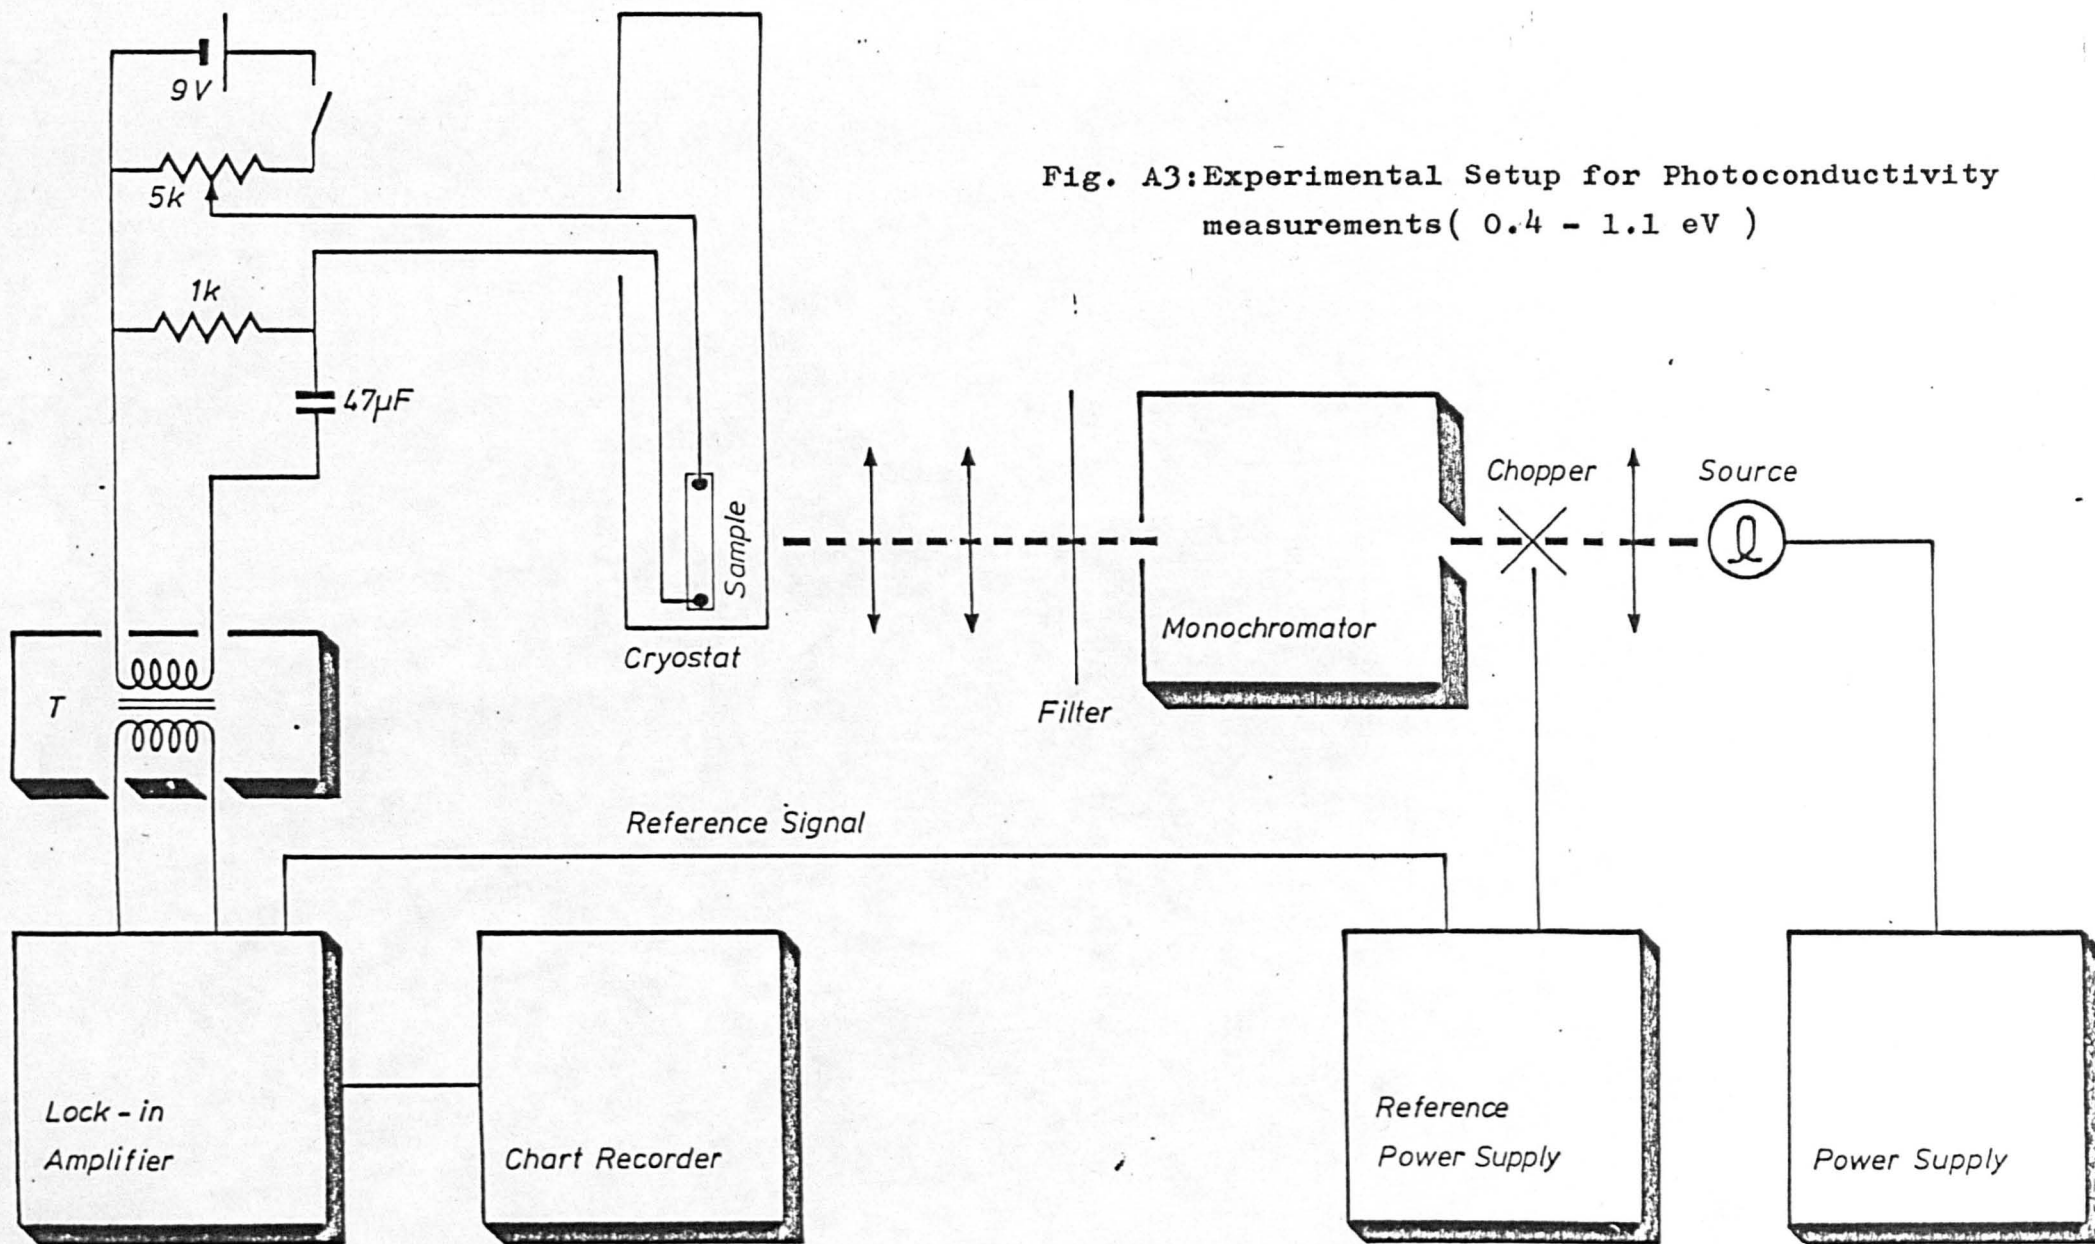 9V
5k
Fig. A3:Experimental Setup for Photoconductivity
measurements( 0.4 - 1.1 eV )
1k
47µF
Chopper
Source
Sample
Monochromator
Cryostat
T
Filter
Reference Signal
Lock-in
Amplifier
Chart Recorder
Reference
Power Supply
Power Supply